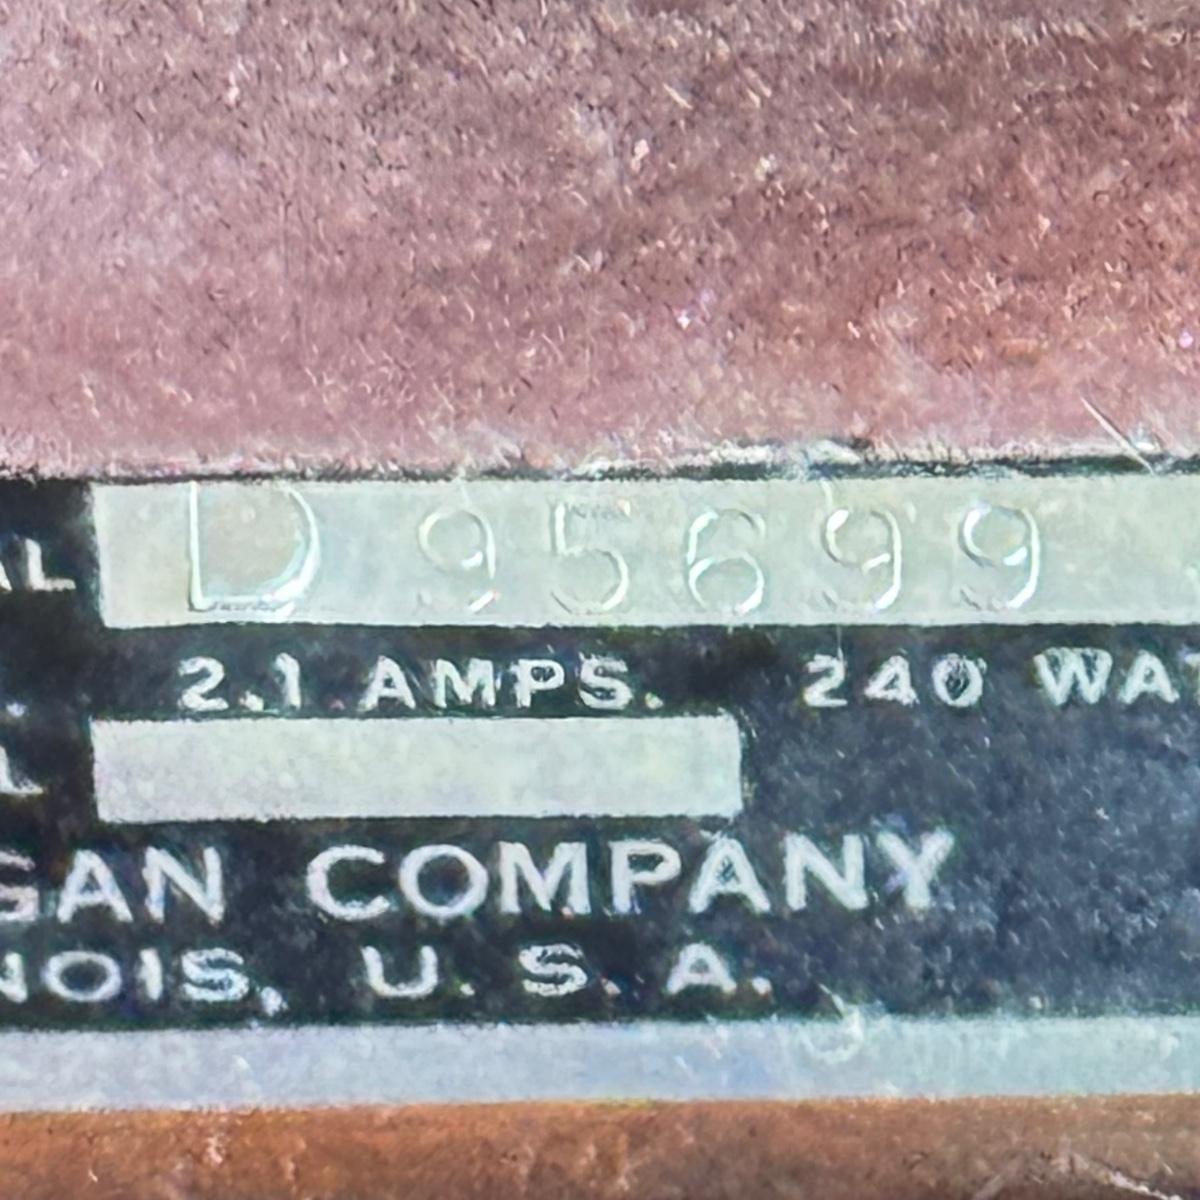 AL D 95699
2.1 AMPS. 240 WAT
L
GAN COMPANY
NOIS, U. S. A.